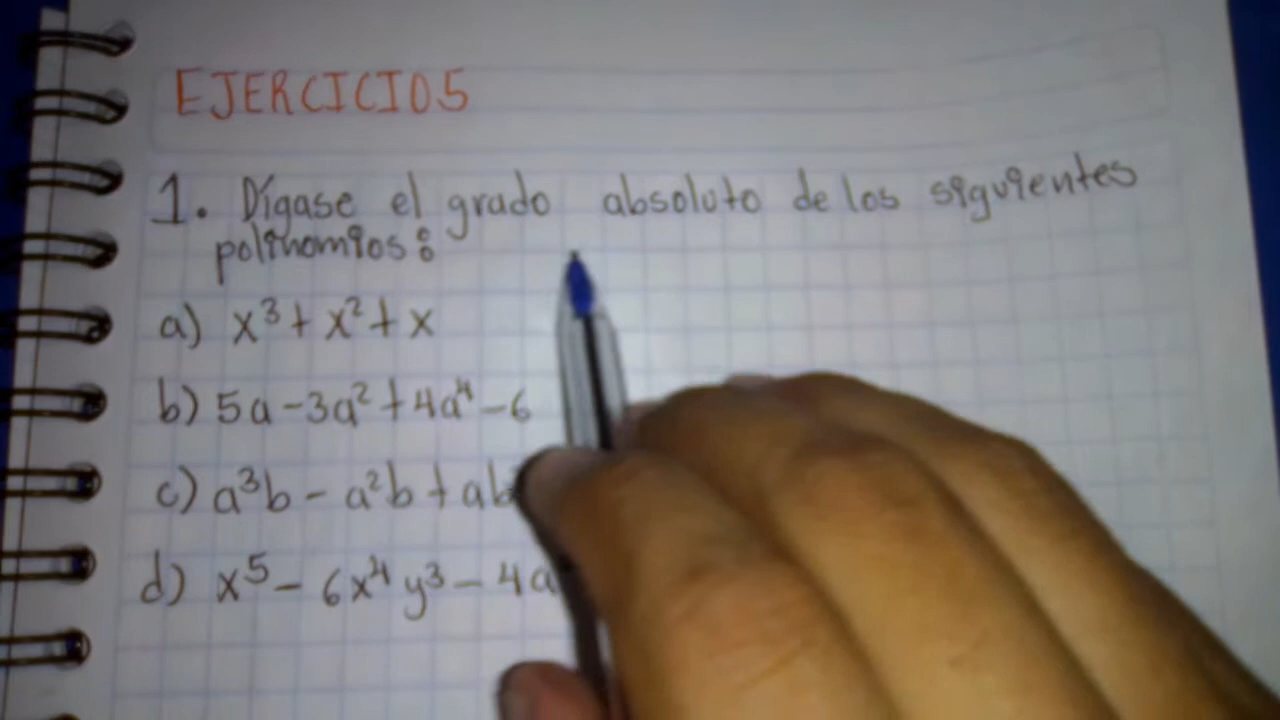 EJERCICIOS
1. Dígase el grado absoluto de los siguientes
polinomios:
a) x³ + x² + x
b) 5a - 3a² + 4a⁴ - 6
c) a³b - a²b + ab
d) x⁵ - 6x⁴y³ - 4a